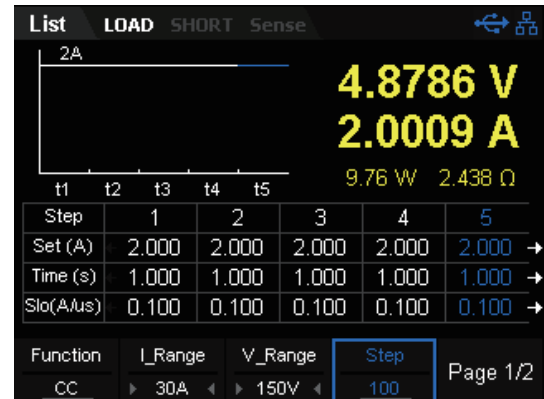 List LOAD SHORT Sense
2A
4.8786 V
2.0009 A
9.76 W 2.438 Ω
t1 t2 t3 t4 t5
Step 1 2 3 4 5
Set (A) 2.000 2.000 2.000 2.000 2.000
Time (s) 1.000 1.000 1.000 1.000 1.000
Slo(A/us) 0.100 0.100 0.100 0.100 0.100
Function I_Range V_Range Step Page 1/2
CC 30A 150V 100